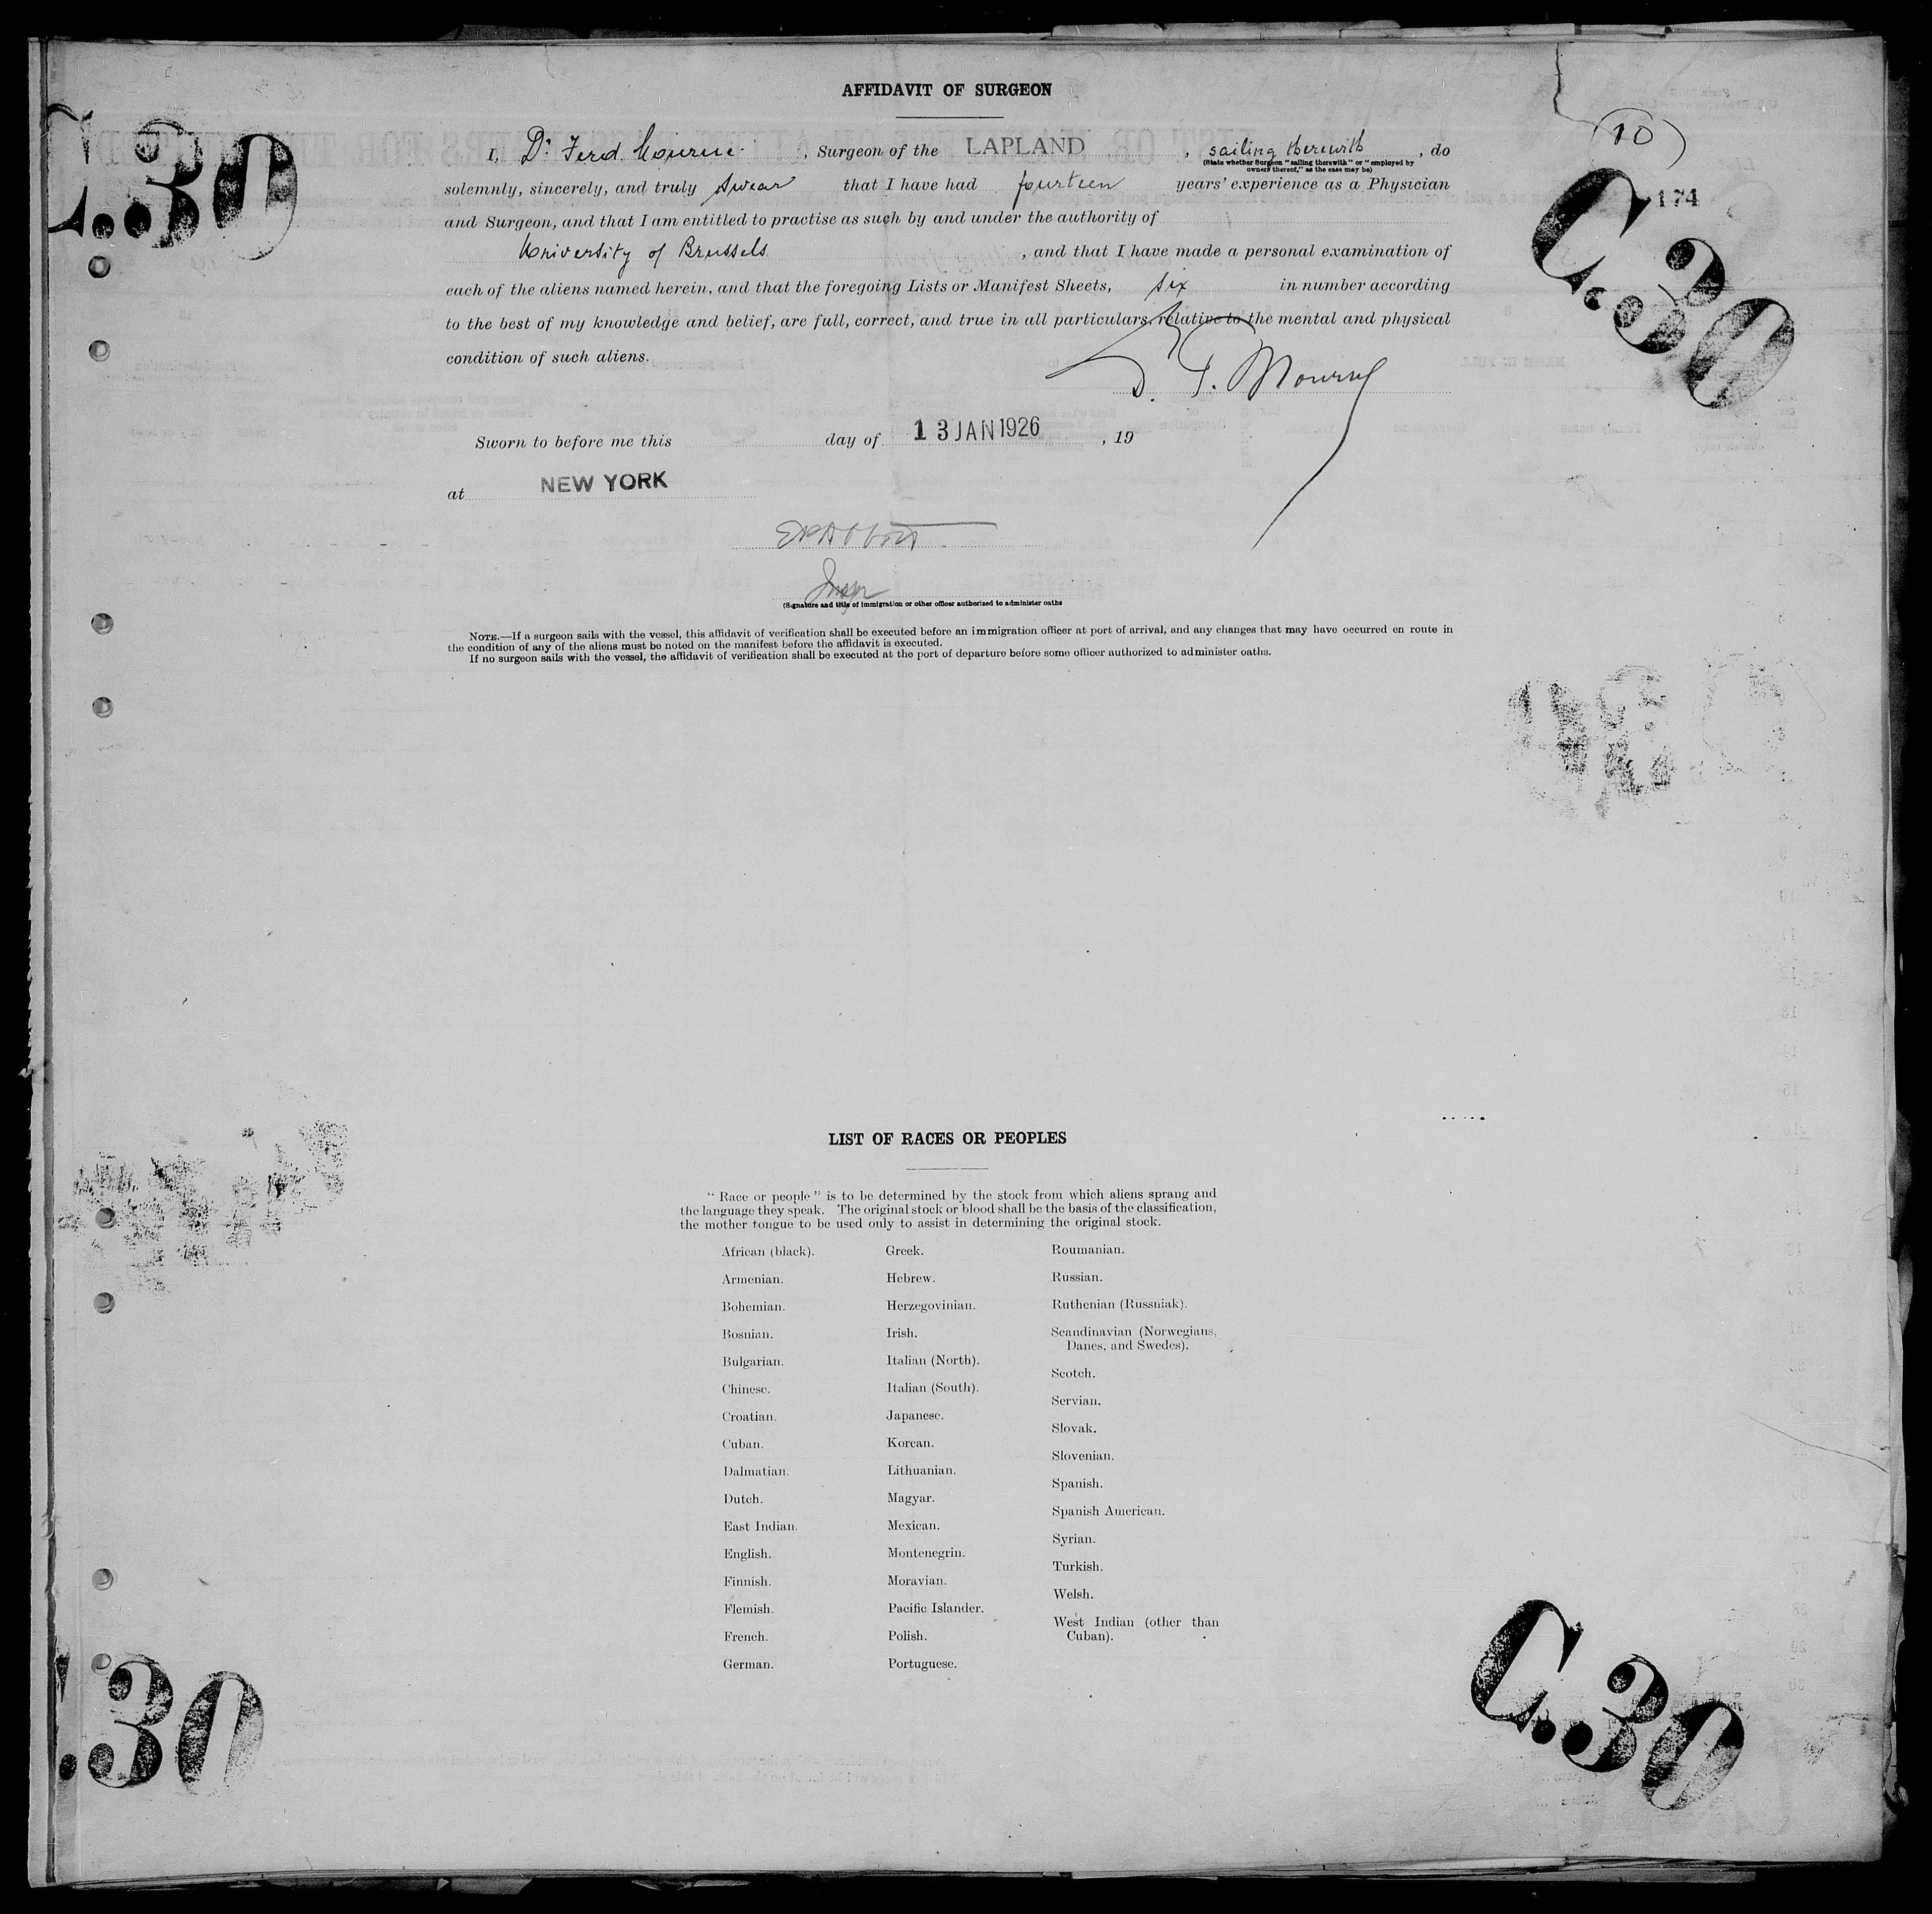 AFFIDAVIT OF SURGEON
(10)
174
C.30
C.30
I, Dr Ferd. Mourue, Surgeon of the LAPLAND, sailing therewith, do
(State whether Surgeon "sailing therewith" or "employed by
owners thereof," as the case may be)
solemnly, sincerely, and truly swear that I have had fourteen years' experience as a Physician
and Surgeon, and that I am entitled to practise as such by and under the authority of
University of Brussels, and that I have made a personal examination of
each of the aliens named herein, and that the foregoing Lists or Manifest Sheets, six in number according
to the best of my knowledge and belief, are full, correct, and true in all particulars relative to the mental and physical
condition of such aliens.
Sworn to before me this day of 13 JAN 1926, 19
at NEW YORK
Inspr
(Signature and title of immigration or other officer authorized to administer oaths
NOTE.—If a surgeon sails with the vessel, this affidavit of verification shall be executed before an immigration officer at port of arrival, and any changes that may have occurred en route in
the condition of any of the aliens must be noted on the manifest before the affidavit is executed.
If no surgeon sails with the vessel, the affidavit of verification shall be executed at the port of departure before some officer authorized to administer oaths.
LIST OF RACES OR PEOPLES
"Race or people" is to be determined by the stock from which aliens sprang and
the language they speak. The original stock or blood shall be the basis of the classification,
the mother tongue to be used only to assist in determining the original stock.
African (black).
Armenian.
Bohemian.
Bosnian.
Bulgarian.
Chinese.
Croatian.
Cuban.
Dalmatian.
Dutch.
East Indian.
English.
Finnish.
Flemish.
French.
German.
Greek.
Hebrew.
Herzegovinian.
Irish.
Italian (North).
Italian (South).
Japanese.
Korean.
Lithuanian.
Magyar.
Mexican.
Montenegrin.
Moravian.
Pacific Islander.
Polish.
Portuguese.
Roumanian.
Russian.
Ruthenian (Russniak).
Scandinavian (Norwegians,
Danes, and Swedes).
Scotch.
Servian.
Slovak.
Slovenian.
Spanish.
Spanish American.
Syrian.
Turkish.
Welsh.
West Indian (other than
Cuban).
.30
C.30